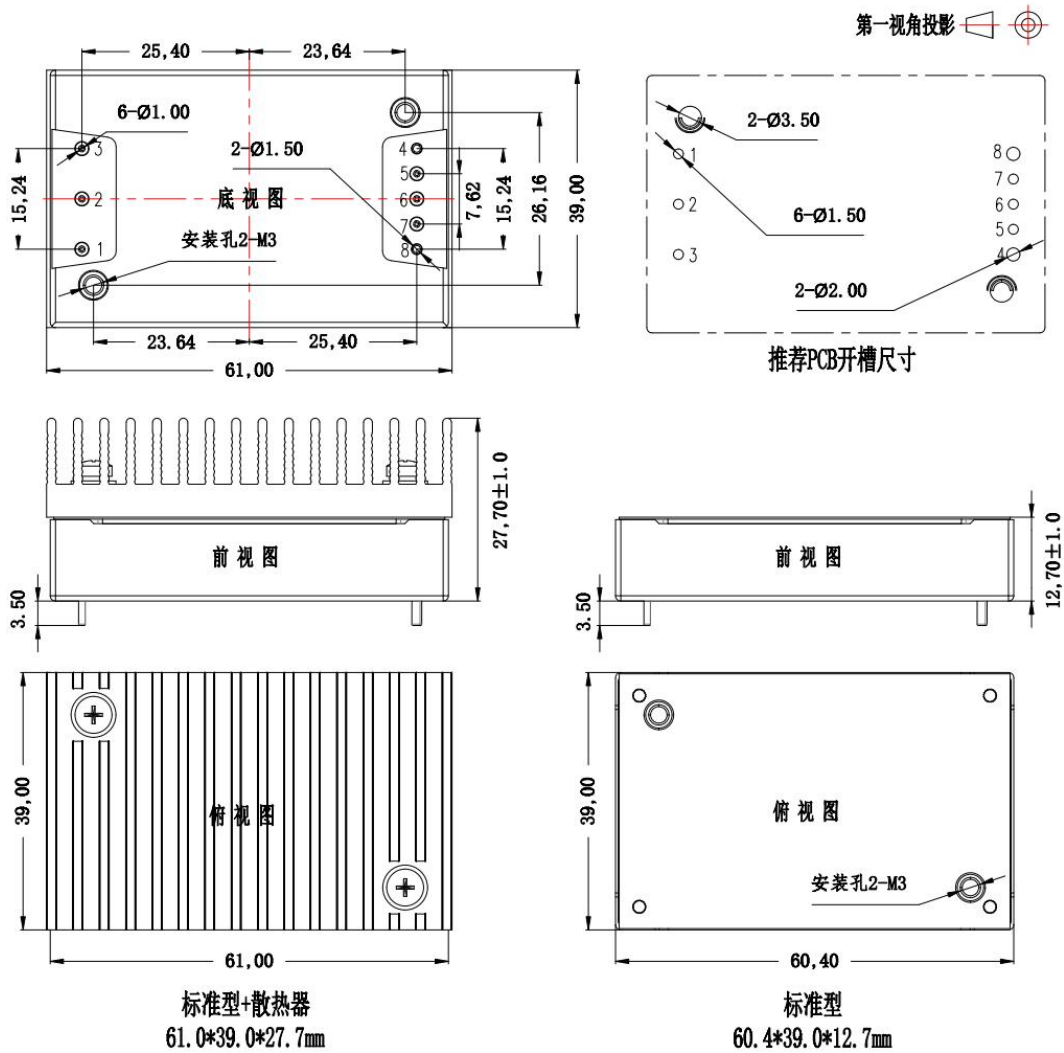 第一视角投影
25,40
23,64
6-Ø1.00
3
2-Ø1.50
4
5
6
7
8
2
1
15,24
底视图
安装孔2-M3
7,62
15,24
26,16
39,00
23.64
25,40
61,00
2-Ø3.50
1
2
3
8
7
6
5
4
6-Ø1.50
2-Ø2.00
推荐PCB开槽尺寸
前视图
27,70±1.0
3.50
前视图
12,70±1.0
3.50
39,00
俯视图
61,00
标准型+散热器
61.0*39.0*27.7mm
39,00
俯视图
安装孔2-M3
60,40
标准型
60.4*39.0*12.7mm